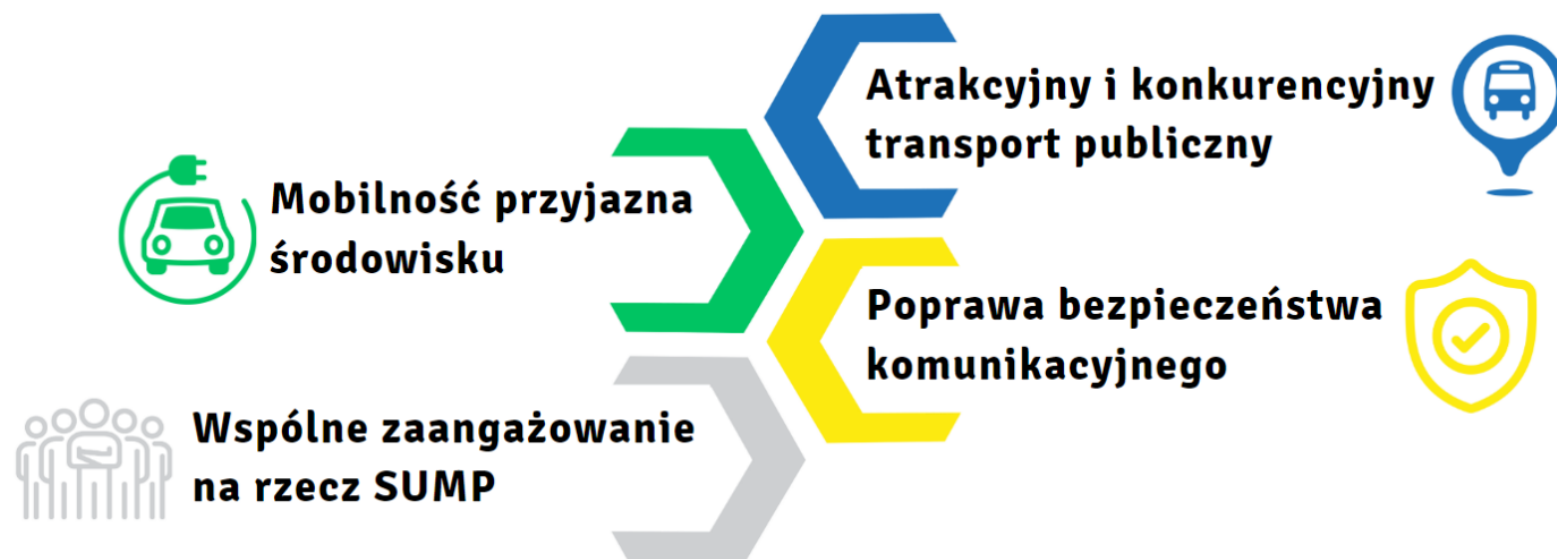 Atrakcyjny i konkurencyjny
transport publiczny
Mobilność przyjazna
środowisku
Poprawa bezpieczeństwa
komunikacyjnego
Wspólne zaangażowanie
na rzecz SUMP